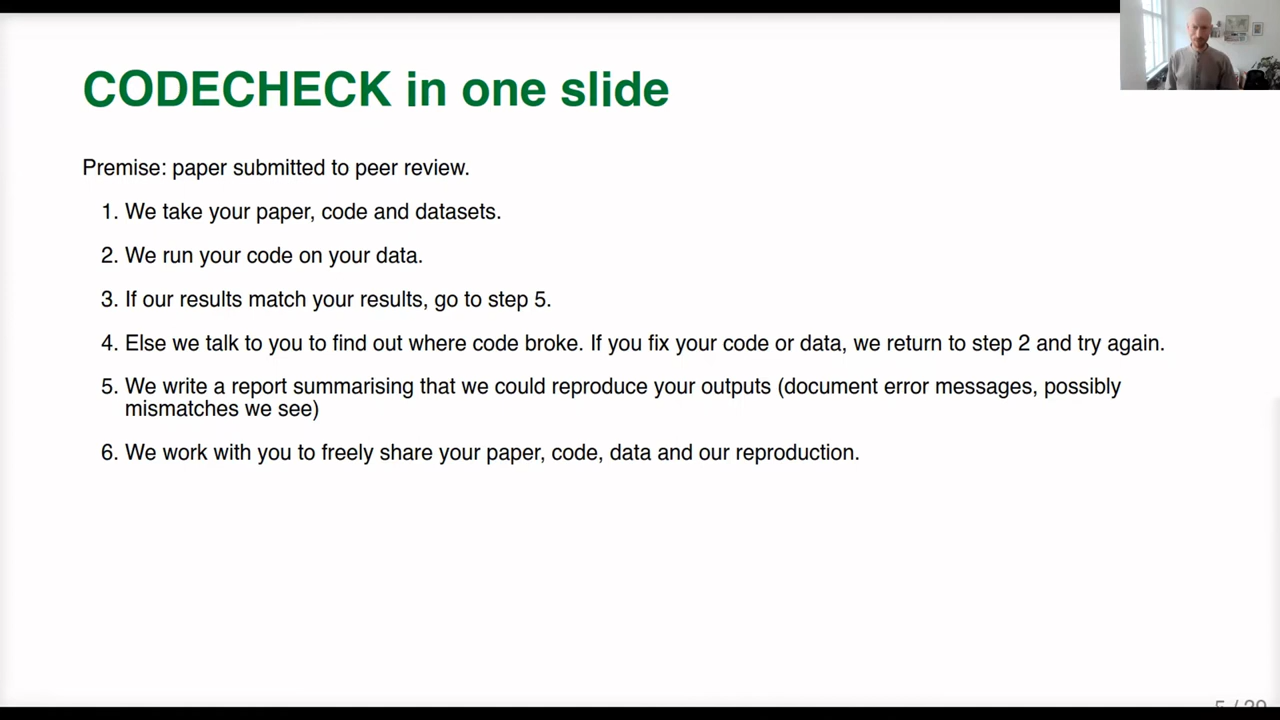 CODECHECK in one slide
Premise: paper submitted to peer review.
1. We take your paper, code and datasets.
2. We run your code on your data.
3. If our results match your results, go to step 5.
4. Else we talk to you to find out where code broke. If you fix your code or data, we return to step 2 and try again.
5. We write a report summarising that we could reproduce your outputs (document error messages, possibly
mismatches we see)
6. We work with you to freely share your paper, code, data and our reproduction.